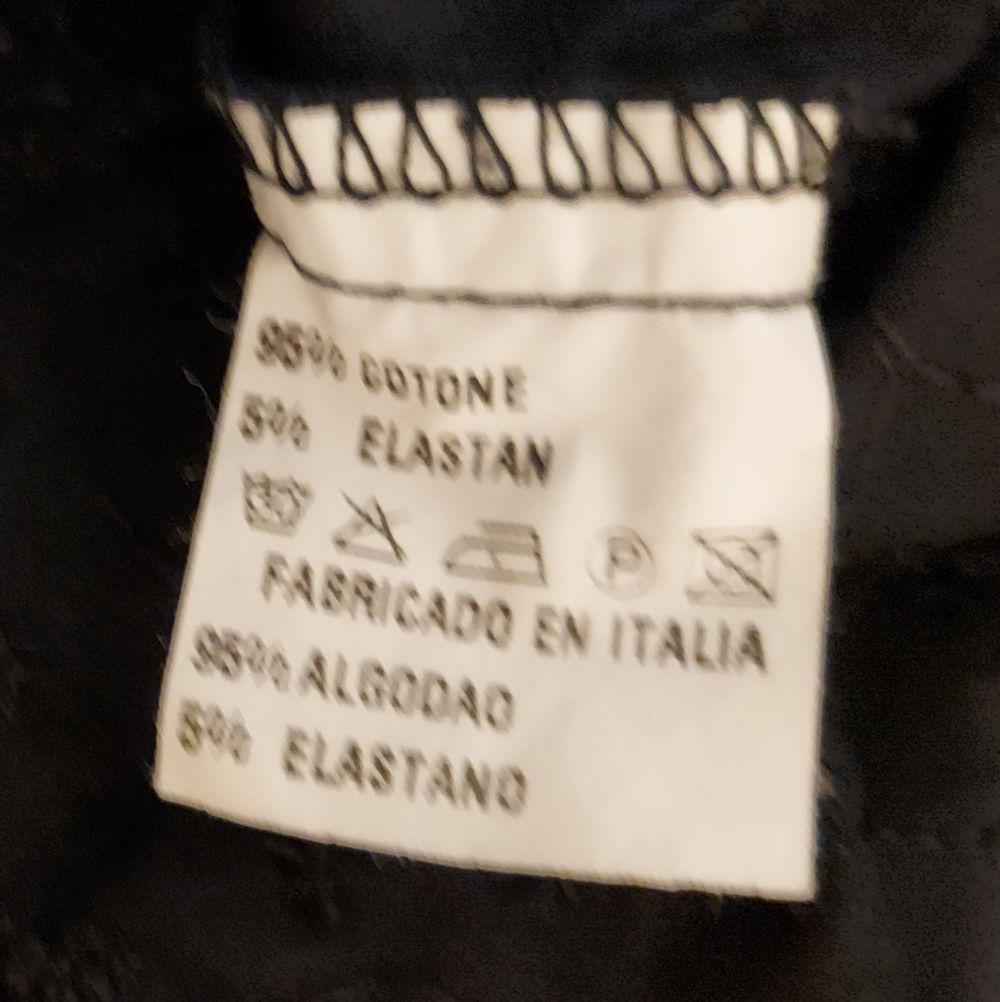 95% COTONE
5% ELASTAN
P
FABRICADO EN ITALIA
95% ALGODAO
5% ELASTANO